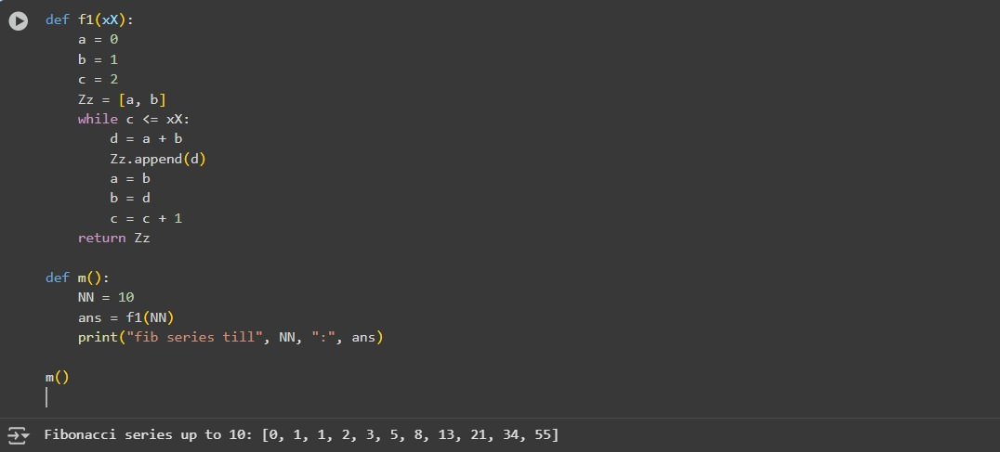 def f1(xX):
    a = 0
    b = 1
    c = 2
    Zz = [a, b]
    while c <= xX:
        d = a + b
        Zz.append(d)
        a = b
        b = d
        c = c + 1
    return Zz

def m():
    NN = 10
    ans = f1(NN)
    print("fib series till", NN, ":", ans)

m()
Fibonacci series up to 10: [0, 1, 1, 2, 3, 5, 8, 13, 21, 34, 55]